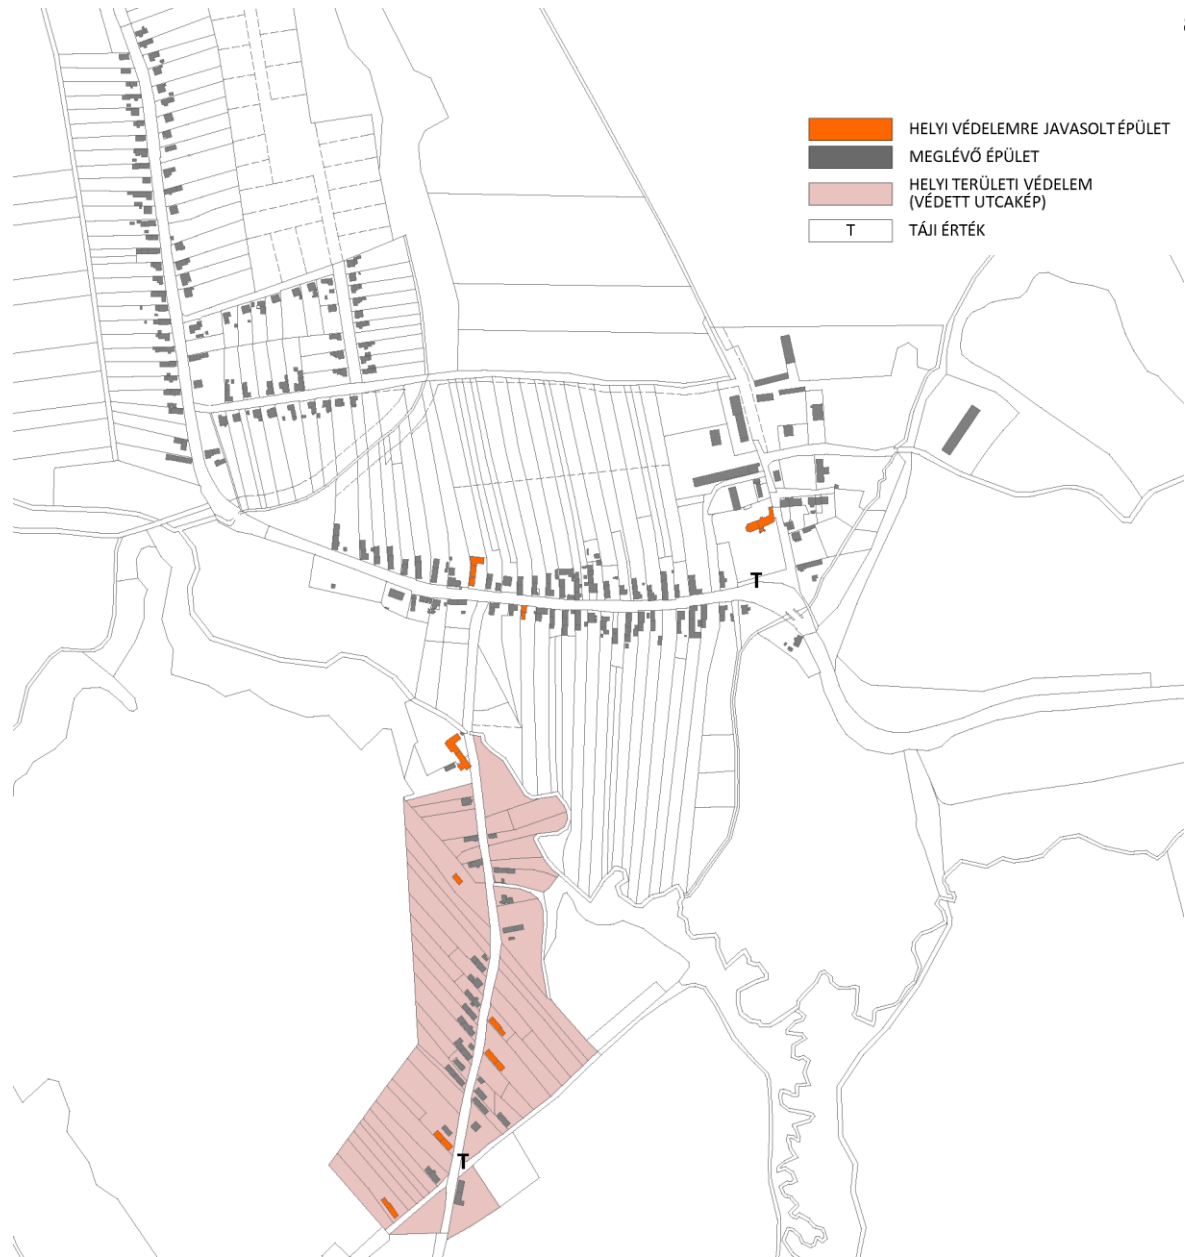 HELYI VÉDELEMRE JAVASOLT ÉPÜLET
MEGLÉVŐ ÉPÜLET
HELYI TERÜLETI VÉDELEM
(VÉDETT UTCAKÉP)
T TÁJI ÉRTÉK
T
T